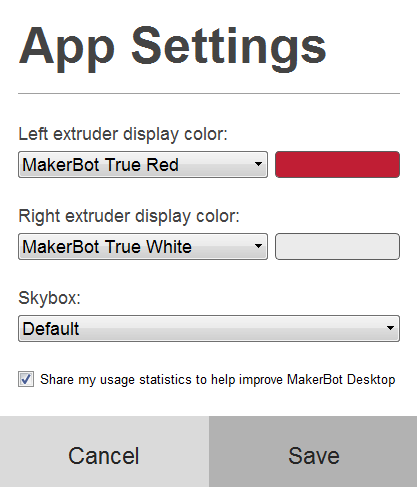 App Settings
Left extruder display color:
MakerBot True Red
Right extruder display color:
MakerBot True White
Skybox:
Default
Share my usage statistics to help improve MakerBot Desktop
Cancel
Save